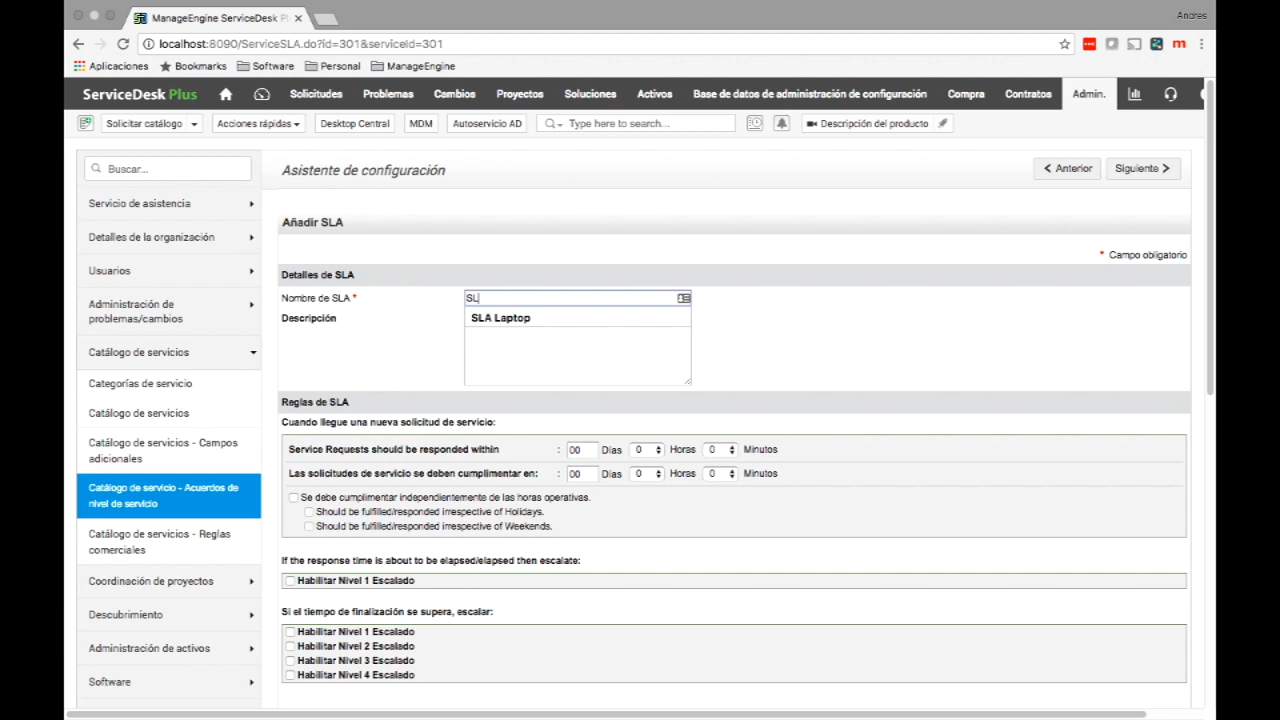 ManageEngine ServiceDesk Pl
Andres
localhost:8090/ServiceSLA.do?id=301&serviceId=301
Aplicaciones Bookmarks Software Personal ManageEngine
ServiceDesk Plus Solicitudes Problemas Cambios Proyectos Soluciones Activos Base de datos de administración de configuración Compra Contratos Admin.
Solicitar catálogo Acciones rápidas Desktop Central MDM Autoservicio AD Type here to search... Descripción del producto
Buscar...
Servicio de asistencia
Detalles de la organización
Usuarios
Administración de
problemas/cambios
Catálogo de servicios
Categorías de servicio
Catálogo de servicios
Catálogo de servicios - Campos
adicionales
Catálogo de servicio - Acuerdos de
nivel de servicio
Catálogo de servicios - Reglas
comerciales
Coordinación de proyectos
Descubrimiento
Administración de activos
Software
Asistente de configuración
Anterior Siguiente
Añadir SLA
* Campo obligatorio
Detalles de SLA
Nombre de SLA * SL
Descripción SLA Laptop
Reglas de SLA
Cuando llegue una nueva solicitud de servicio:
Service Requests should be responded within : 00 Días 0 Horas 0 Minutos
Las solicitudes de servicio se deben cumplimentar en: : 00 Días 0 Horas 0 Minutos
Se debe cumplimentar independientemente de las horas operativas.
Should be fulfilled/responded irrespective of Holidays.
Should be fulfilled/responded irrespective of Weekends.
If the response time is about to be elapsed/elapsed then escalate:
Habilitar Nivel 1 Escalado
Si el tiempo de finalización se supera, escalar:
Habilitar Nivel 1 Escalado
Habilitar Nivel 2 Escalado
Habilitar Nivel 3 Escalado
Habilitar Nivel 4 Escalado